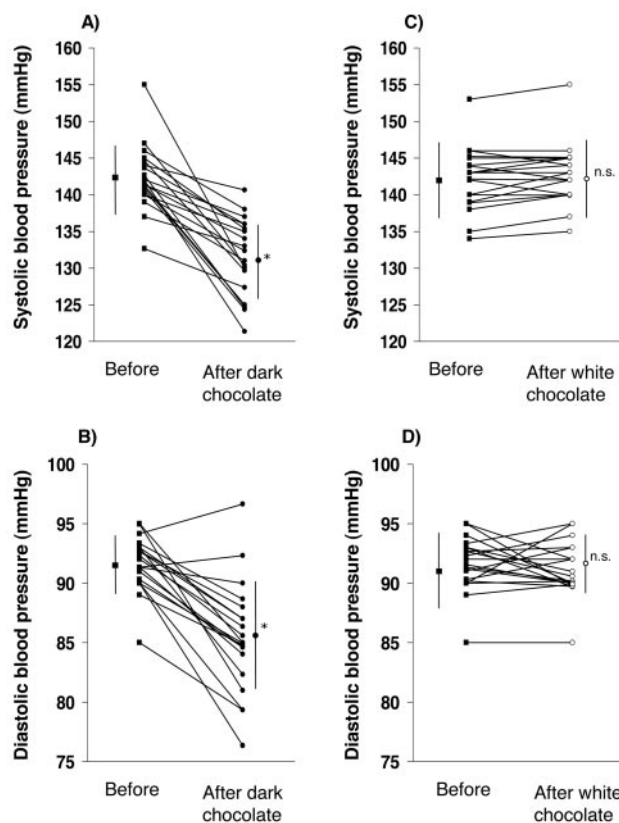 A)
Systolic blood pressure (mmHg)
160
155
150
145
140
135
130
125
120
*
Before
After dark
chocolate
C)
Systolic blood pressure (mmHg)
160
155
150
145
140
135
130
125
120
n.s.
Before
After white
chocolate
B)
Diastolic blood pressure (mmHg)
100
95
90
85
80
75
*
Before
After dark
chocolate
D)
Diastolic blood pressure (mmHg)
100
95
90
85
80
75
n.s.
Before
After white
chocolate